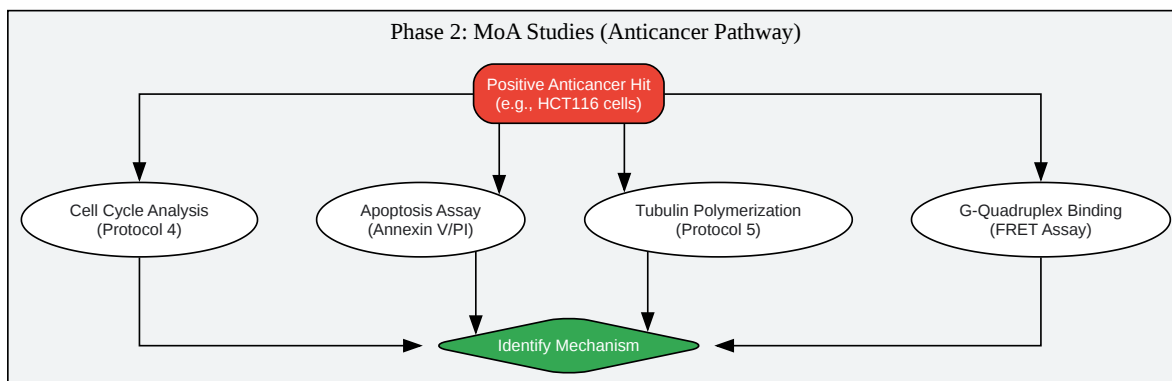 Phase 2: MoA Studies (Anticancer Pathway)
Positive Anticancer Hit
(e.g., HCT116 cells)
Cell Cycle Analysis
(Protocol 4)
Apoptosis Assay
(Annexin V/PI)
Tubulin Polymerization
(Protocol 5)
G-Quadruplex Binding
(FRET Assay)
Identify Mechanism